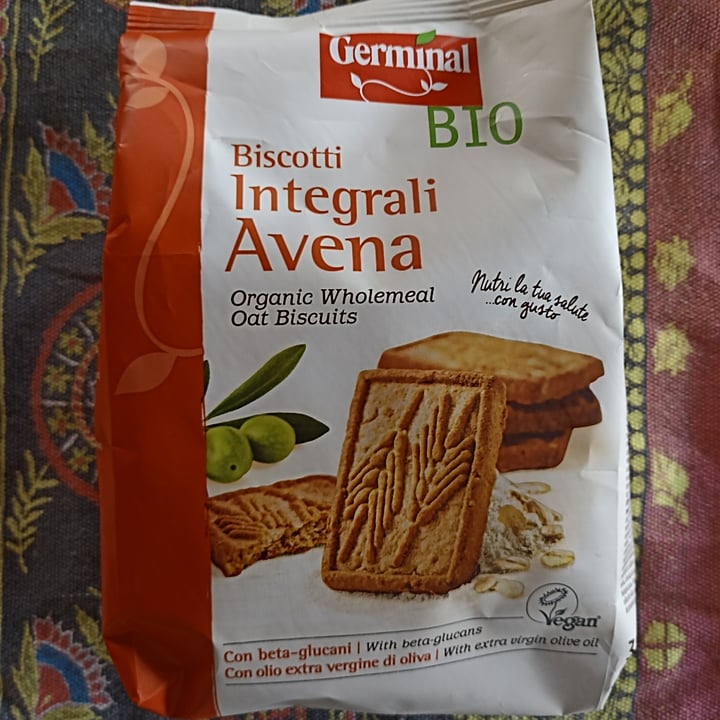 Germinal
BIO
Biscotti
Integrali
Avena
Organic Wholemeal
Oat Biscuits
Nutri la tua salute
...con gusto
Vegan
Con beta-glucani | With beta-glucans
Con olio extra vergine di oliva | With extra virgin olive oil